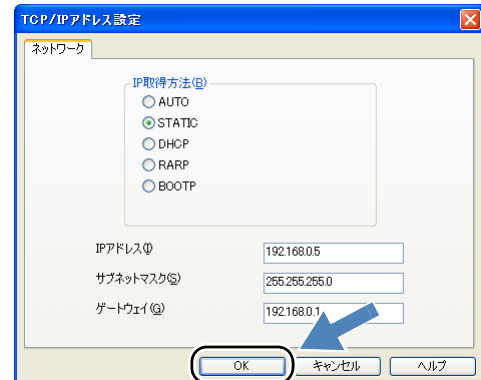 TCP/IPアドレス設定
ネットワーク
IP取得方法(B)
AUTO
STATIC
DHCP
RARP
BOOTP
IPアドレス(I) 192.168.0.5
サブネットマスク(S) 255.255.255.0
ゲートウェイ(G) 192.168.0.1
OK キャンセル ヘルプ